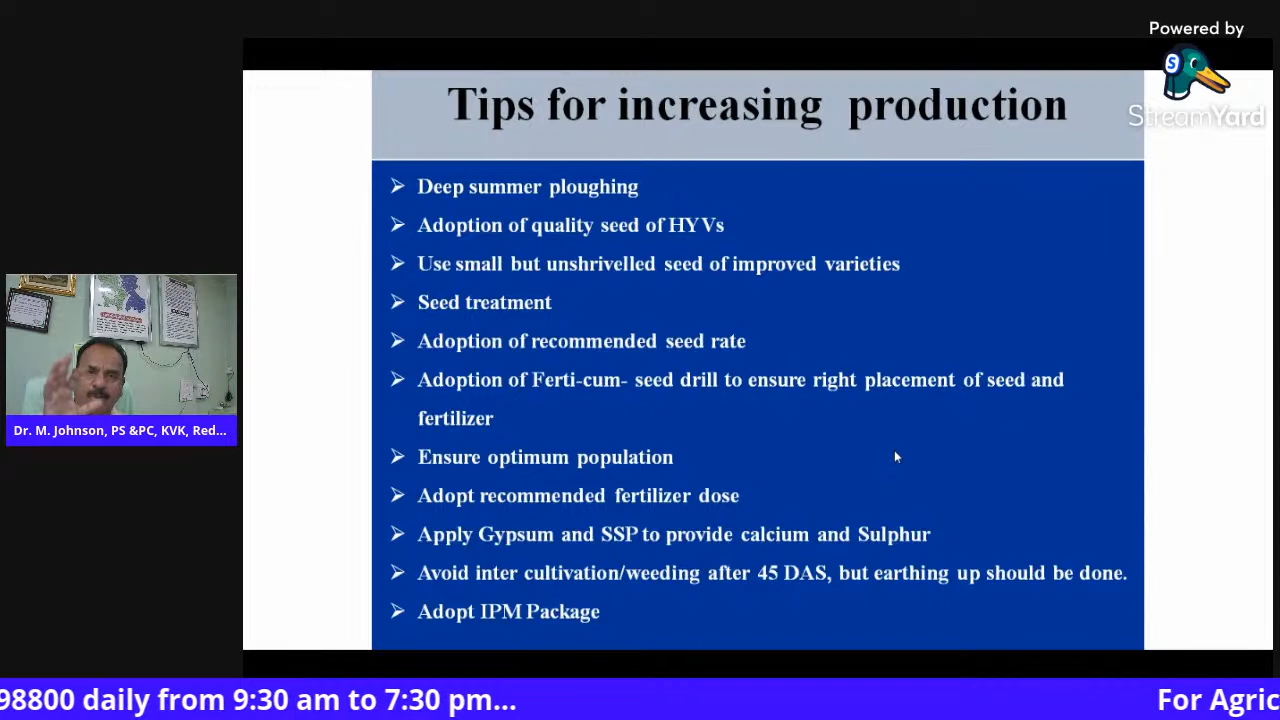 Powered by
S
StreamYard
Tips for increasing production
➢ Deep summer ploughing
➢ Adoption of quality seed of HYVs
➢ Use small but unshrivelled seed of improved varieties
➢ Seed treatment
➢ Adoption of recommended seed rate
➢ Adoption of Ferti-cum- seed drill to ensure right placement of seed and
fertilizer
➢ Ensure optimum population
➢ Adopt recommended fertilizer dose
➢ Apply Gypsum and SSP to provide calcium and Sulphur
➢ Avoid inter cultivation/weeding after 45 DAS, but earthing up should be done.
➢ Adopt IPM Package
Dr. M. Johnson, PS &PC, KVK, Red...
98800 daily from 9:30 am to 7:30 pm...
For Agric